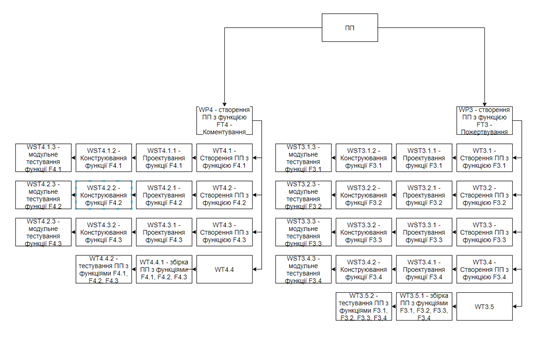 ПП
WP4 - створення
ПП з функцією
FT4 -
Коментування
WP3 - створення
ПП з функцією
FT3 -
Пожертвування
WST4.1.3 -
модульне
тестування
функції F4.1
WST4.1.2 -
Конструювання
функції F4.1
WST4.1.1 -
Проектування
функції F4.1
WT4.1 -
Створення ПП з
функцією F4.1
WST3.1.3 -
модульне
тестування
функції F3.1
WST3.1.2 -
Конструювання
функції F3.1
WST3.1.1 -
Проектування
функції F3.1
WT3.1 -
Створення ПП з
функцією F3.1
WST4.2.3 -
модульне
тестування
функції F4.2
WST4.2.2 -
Конструювання
функції F4.2
WST4.2.1 -
Проектування
функції F4.2
WT4.2 -
Створення ПП з
функцією F4.2
WST3.2.3 -
модульне
тестування
функції F3.2
WST3.2.2 -
Конструювання
функції F3.2
WST3.2.1 -
Проектування
функції F3.2
WT3.2 -
Створення ПП з
функцією F3.2
WST4.2.3 -
модульне
тестування
функції F4.3
WST4.3.2 -
Конструювання
функції F4.3
WST4.3.1 -
Проектування
функції F4.3
WT4.3 -
Створення ПП з
функцією F4.3
WST3.3.3 -
модульне
тестування
функції F3.3
WST3.3.2 -
Конструювання
функції F3.3
WST3.3.1 -
Проектування
функції F3.3
WT3.3 -
Створення ПП з
функцією F3.3
WT4.4.2 -
тестування ПП з
функціями F4.1,
F4.2, F4.3
WT4.4.1 - збірка
ПП з функціями
F4.1, F4.2, F4.3
WT4.4
WST3.4.3 -
модульне
тестування
функції F3.4
WST3.4.2 -
Конструювання
функції F3.4
WST3.4.1 -
Проектування
функції F3.4
WT3.4 -
Створення ПП з
функцією F3.4
WT3.5.2 -
тестування ПП з
функціями F3.1,
F3.2, F3.3, F3.4
WT3.5.1 - збірка
ПП з функціями
F3.1, F3.2, F3.3,
F3.4
WT3.5